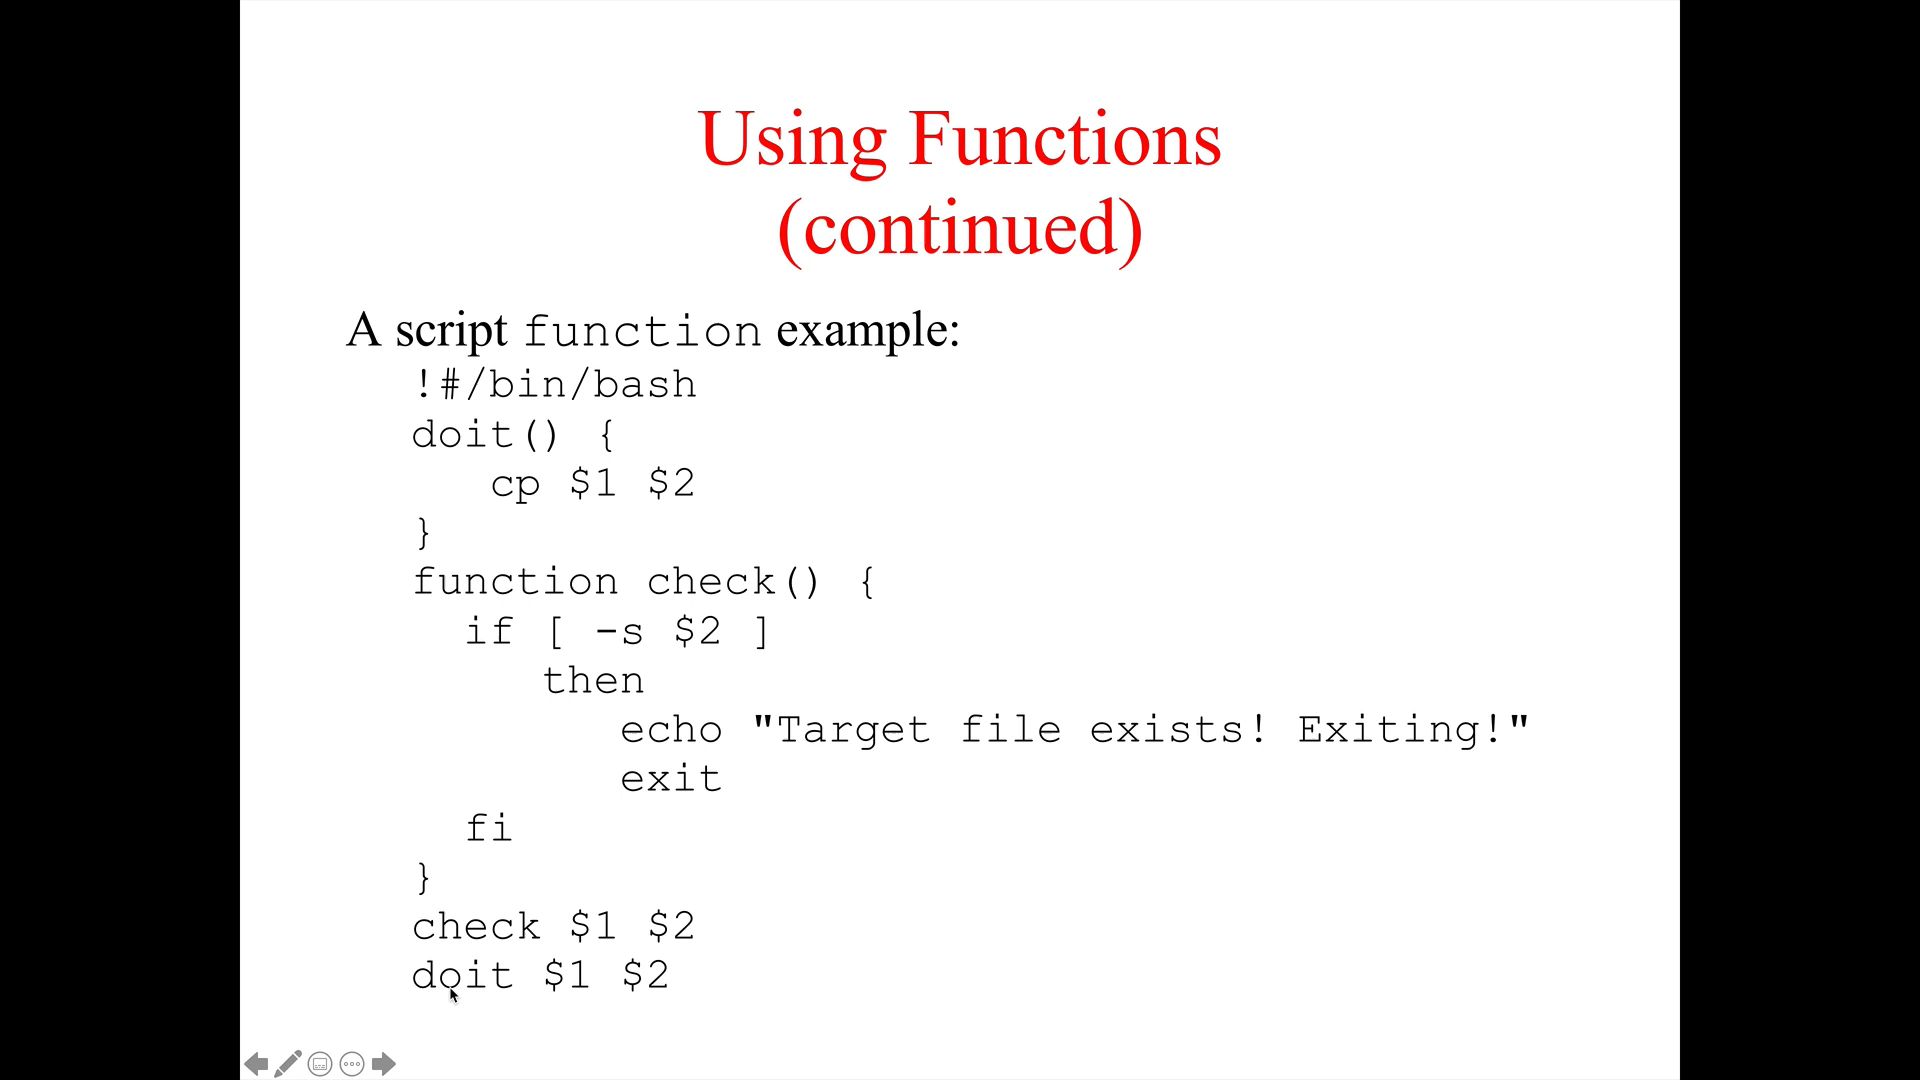 Using Functions
(continued)
A script function example:
!#/bin/bash
doit() {
cp $1 $2
}
function check() {
if [ -s $2 ]
then
echo "Target file exists! Exiting!"
exit
fi
}
check $1 $2
doit $1 $2